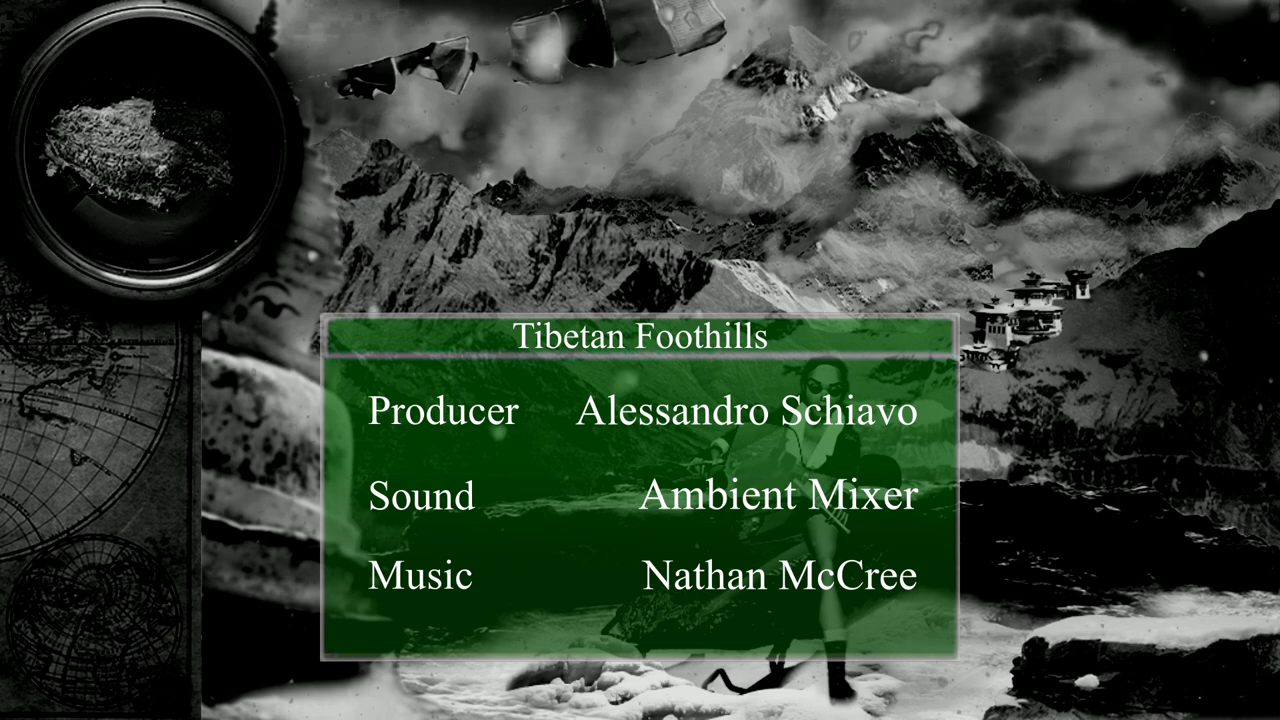 Tibetan Foothills
Producer Alessandro Schiavo
Sound Ambient Mixer
Music Nathan McCree